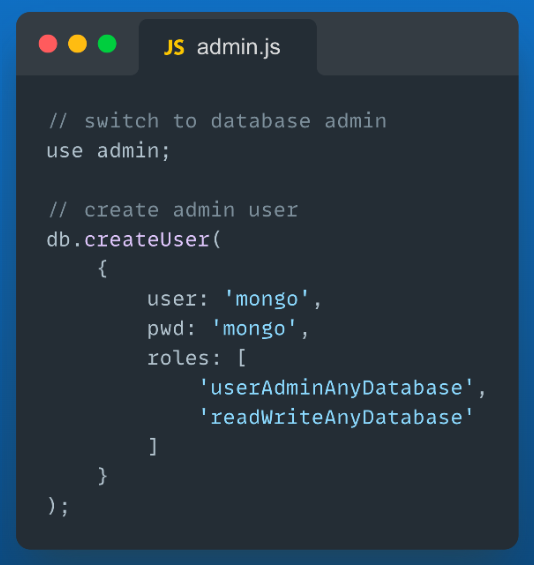 JS admin.js
// switch to database admin
use admin;
// create admin user
db.createUser(
{
user: 'mongo',
pwd: 'mongo',
roles: [
'userAdminAnyDatabase',
'readWriteAnyDatabase'
]
}
);